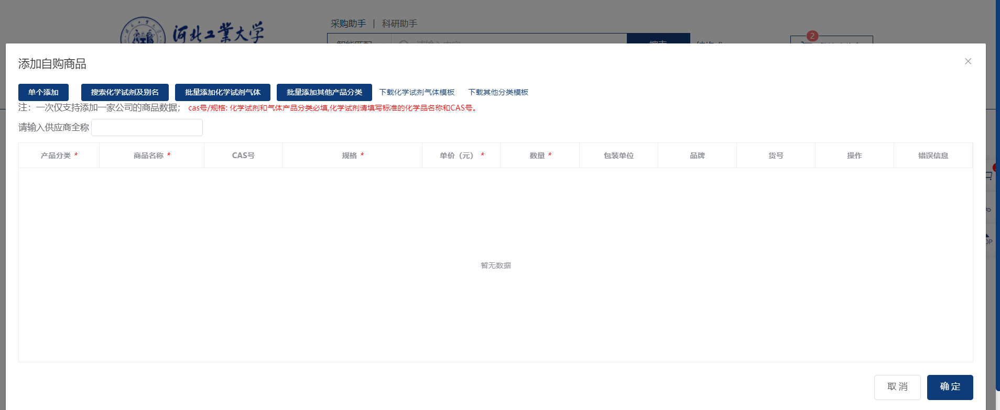 河北工業大学
采购助手 | 科研助手
2
添加自购商品
单个添加 搜索化学试剂及别名 批量添加化学试剂气体 批量添加其他产品分类 下载化学试剂气体模板 下载其他分类模板
注：一次仅支持添加一家公司的商品数据； cas号/规格: 化学试剂和气体产品分类必填,化学试剂请填写标准的化学品名称和CAS号。
请输入供应商全称
产品分类 * 商品名称 * CAS号 规格 * 单价（元） * 数量 * 包装单位 品牌 货号 操作 错误信息
暂无数据
取消 确定